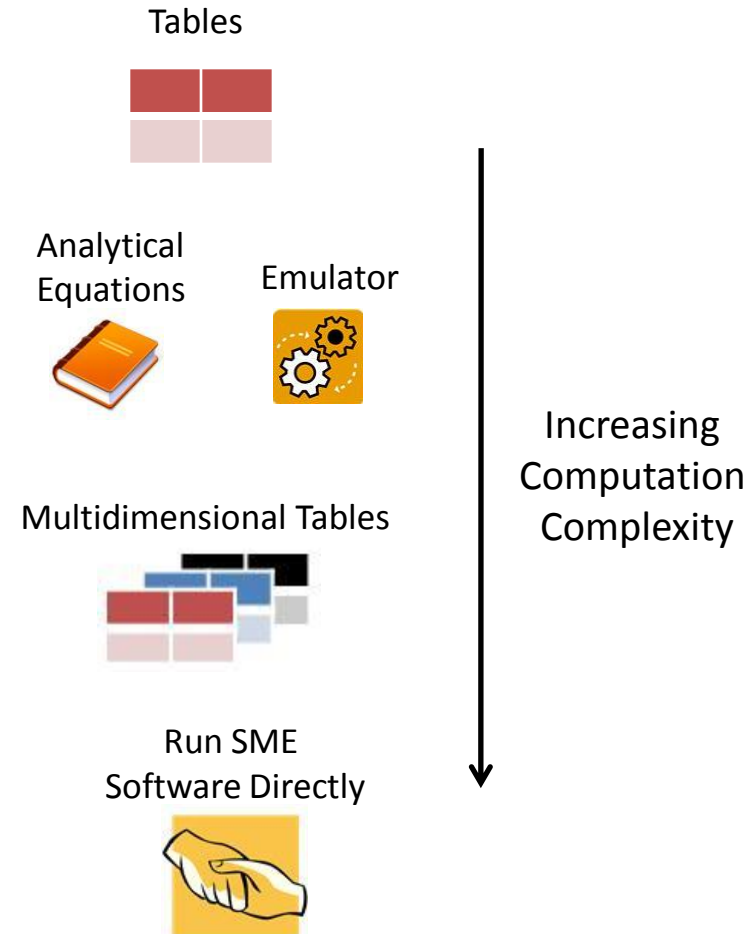 Tables
Analytical
Equations
Emulator
Increasing
Computation
Complexity
Multidimensional Tables
Run SME
Software Directly